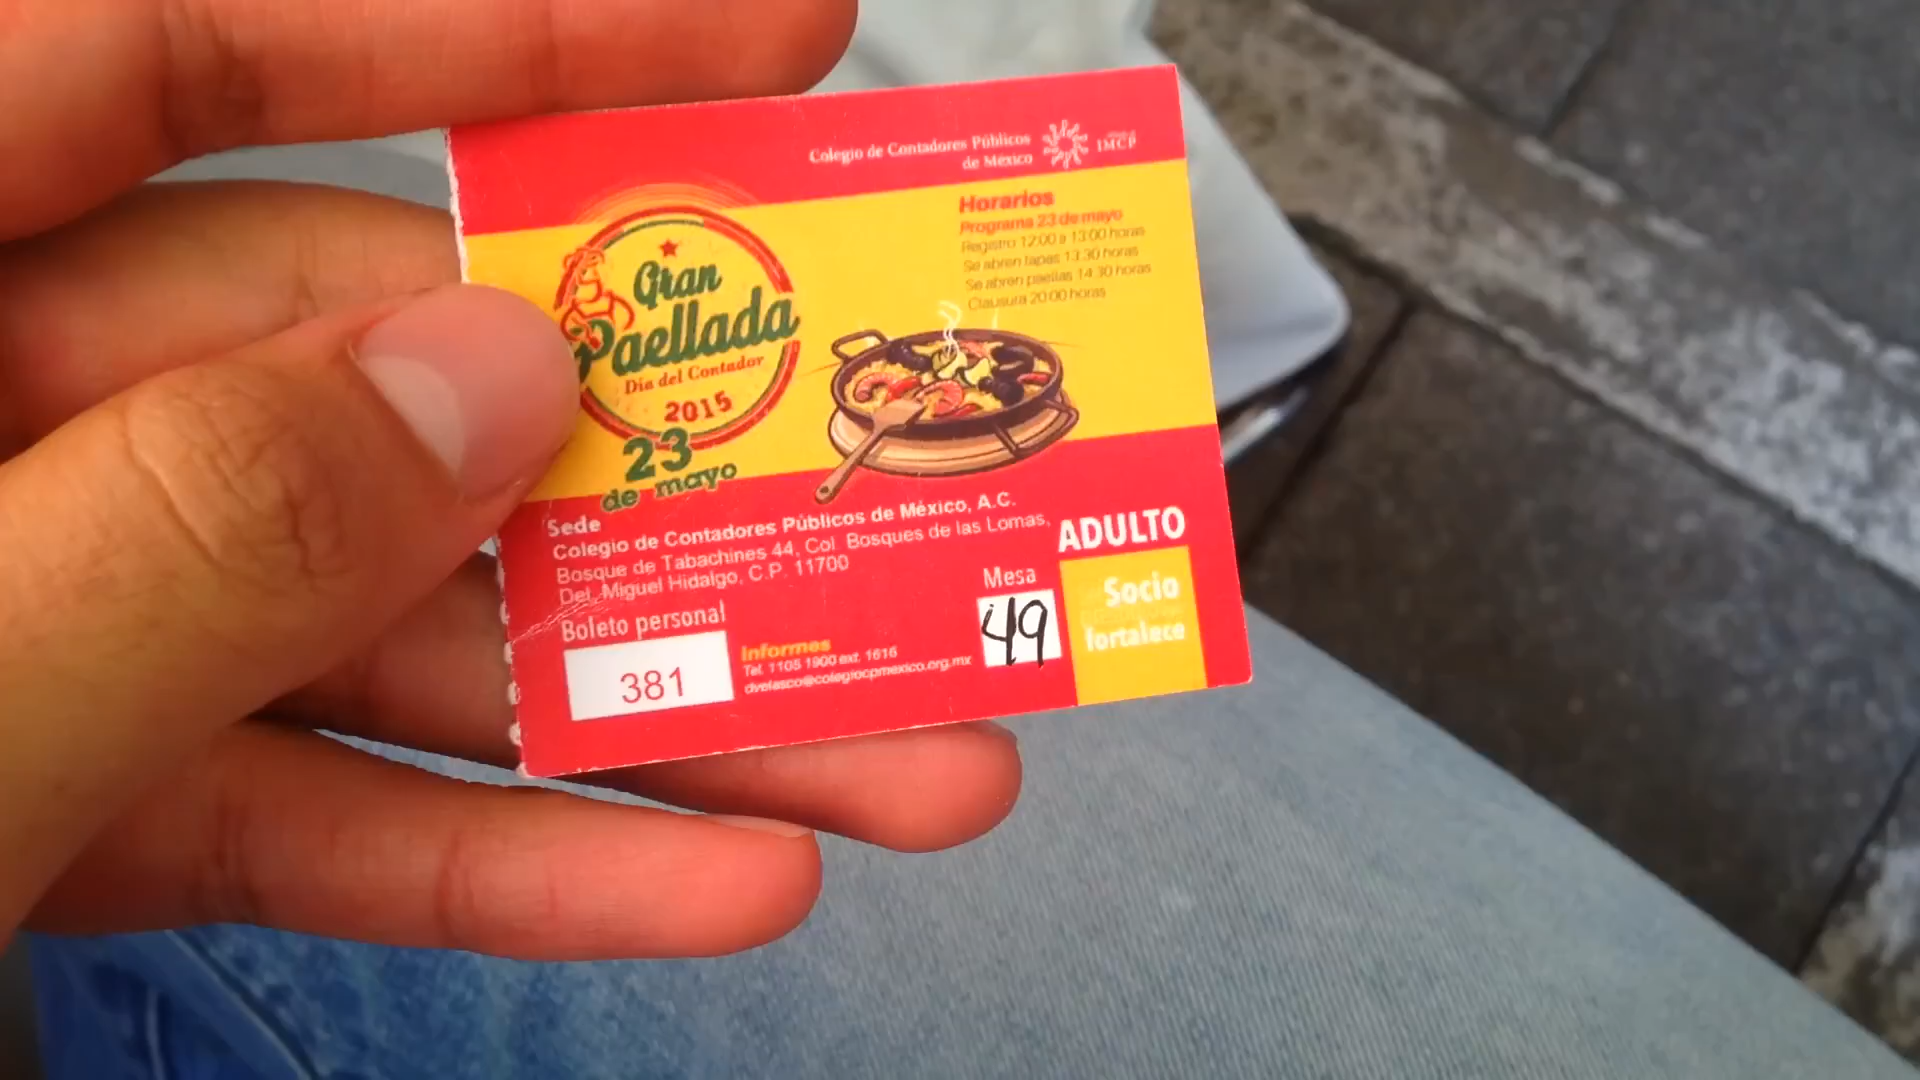 Colegio de Contadores Públicos
de México
IMCP
Horarios
Programa 23 de mayo
Registro 12:00 a 13:00 horas
Se abren tapas 13:30 horas
Se abren paellas 14:30 horas
Clausura 20:00 horas
Gran
Paellada
Día del Contador
2015
23
de mayo
Sede
Colegio de Contadores Públicos de México, A.C.
Bosque de Tabachines 44, Col. Bosques de las Lomas,
Del. Miguel Hidalgo, C.P. 11700
ADULTO
Socio
fortalece
Mesa
49
Boleto personal
381
Informes
Tel. 1105 1900 ext. 1616
dvelasco@colegiocpmexico.org.mx